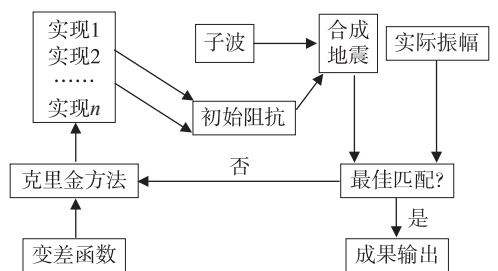 实现1
实现2
……
实现n
子波
合成
地震
实际振幅
初始阻抗
否
克里金方法
最佳匹配?
是
变差函数
成果输出